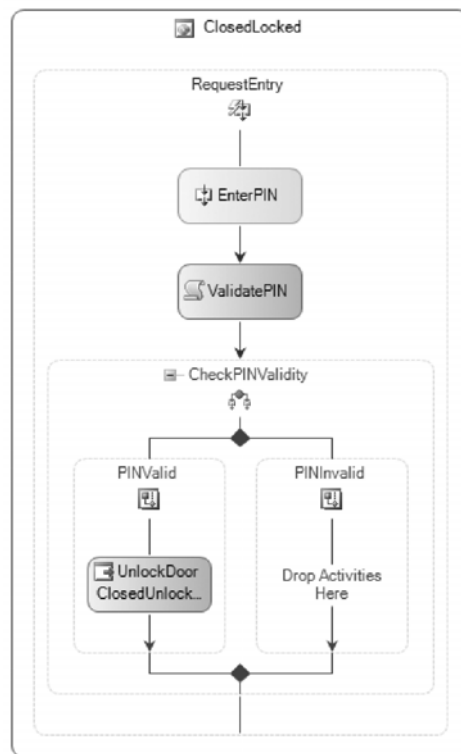 ClosedLocked
RequestEntry
EnterPIN
ValidatePIN
CheckPINValidity
PINValid
PINInvalid
UnlockDoor
ClosedUnlock...
Drop Activities
Here